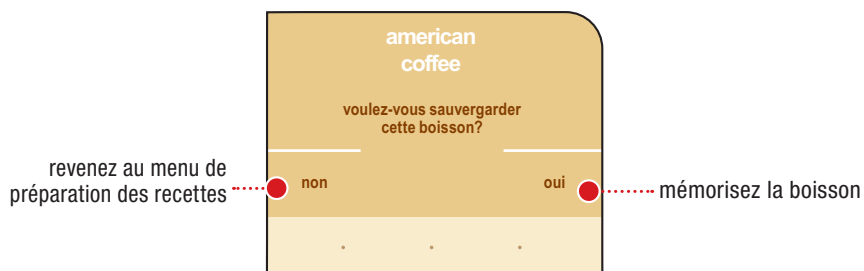 american
coffee
voulez-vous sauvergarder
cette boisson?
revenez au menu de
préparation des recettes
non
oui
mémorisez la boisson